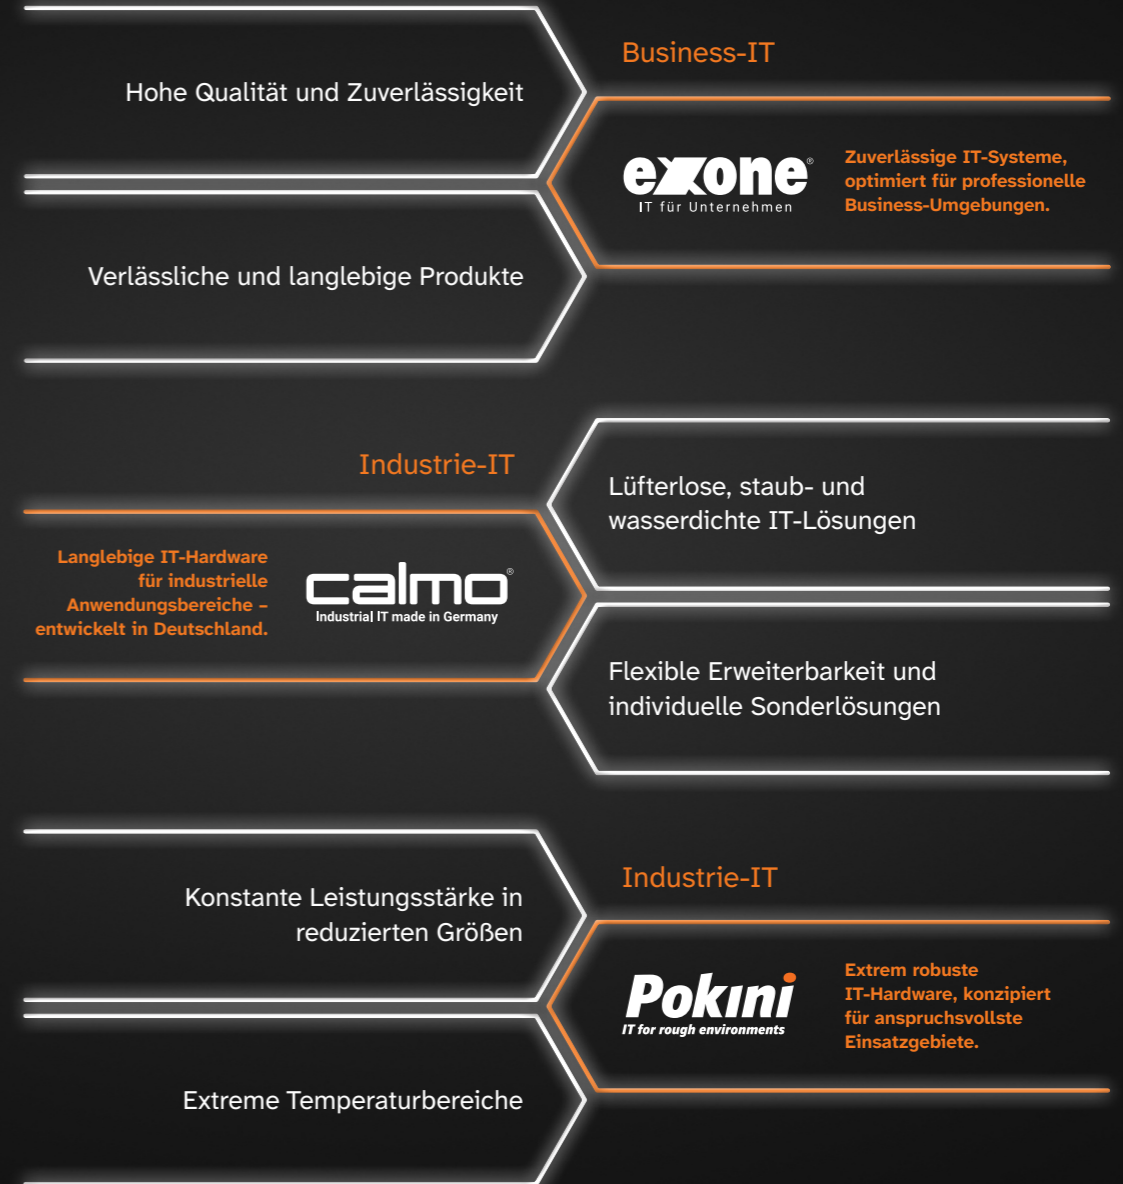 Hohe Qualität und Zuverlässigkeit
Business-IT
exone®
IT für Unternehmen
Zuverlässige IT-Systeme,
optimiert für professionelle
Business-Umgebungen.
Verlässliche und langlebige Produkte
Industrie-IT
Langlebige IT-Hardware
für industrielle
Anwendungsbereiche –
entwickelt in Deutschland.
calmo®
Industrial IT made in Germany
Lüfterlose, staub- und
wasserdichte IT-Lösungen
Flexible Erweiterbarkeit und
individuelle Sonderlösungen
Konstante Leistungsstärke in
reduzierten Größen
Industrie-IT
Pokini
IT for rough environments
Extrem robuste
IT-Hardware, konzipiert
für anspruchsvollste
Einsatzgebiete.
Extreme Temperaturbereiche